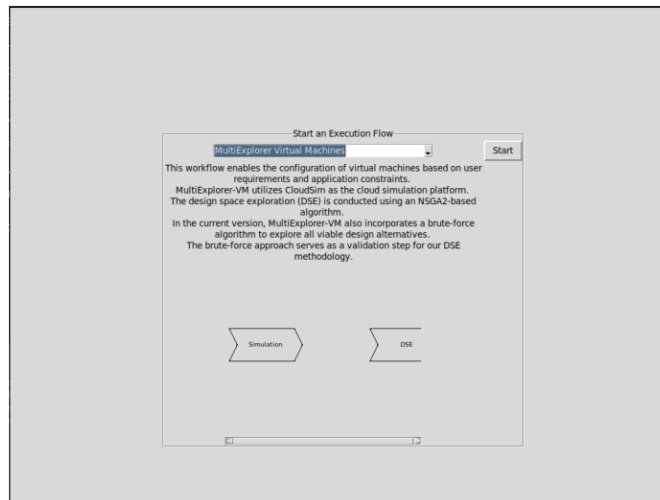 Start an Execution Flow
MultiExplorer Virtual Machines
Start
This workflow enables the configuration of virtual machines based on user
requirements and application constraints.
MultiExplorer-VM utilizes CloudSim as the cloud simulation platform.
The design space exploration (DSE) is conducted using an NSGA2-based
algorithm.
In the current version, MultiExplorer-VM also incorporates a brute-force
algorithm to explore all viable design alternatives.
The brute-force approach serves as a validation step for our DSE
methodology.
Simulation
DSE